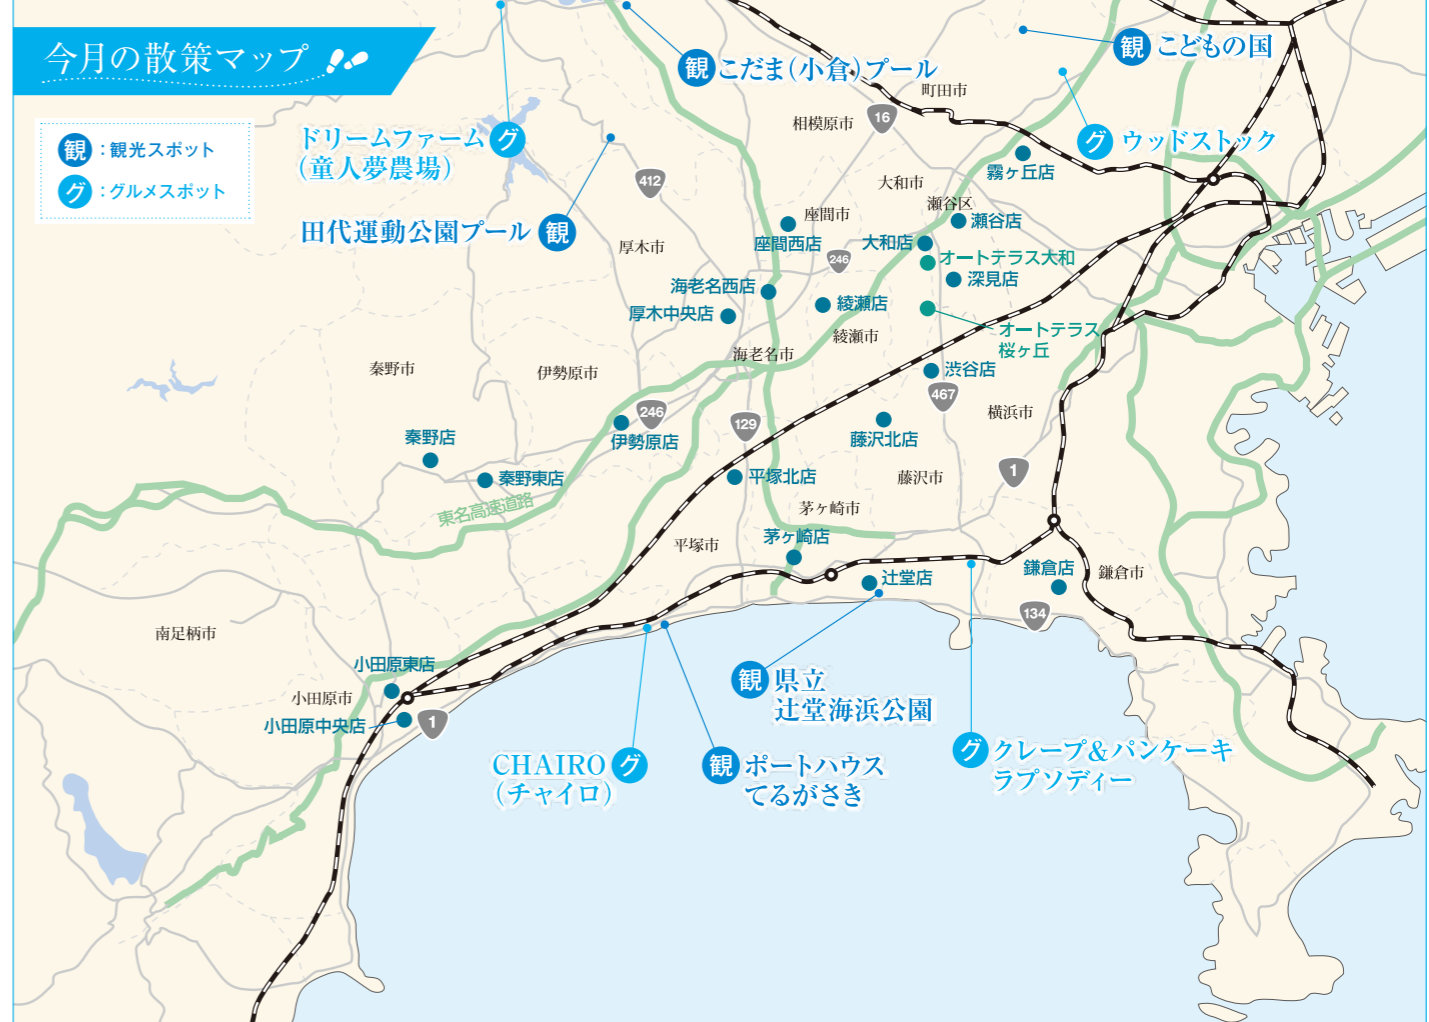 今月の散策マップ
観：観光スポット
グ：グルメスポット
観 こだま（小倉）プール
観 こどもの国
町田市
相模原市
16
グ ウッドストック
ドリームファーム グ
（童人夢農場）
霧ヶ丘店
412
大和市
瀬谷区
座間市
瀬谷店
田代運動公園プール 観
厚木市
座間西店
大和店
246
オートテラス大和
深見店
海老名西店
綾瀬店
厚木中央店
綾瀬市
オートテラス
桜ヶ丘
海老名市
秦野市
伊勢原市
渋谷店
467
横浜市
246
129
秦野店
伊勢原店
藤沢北店
1
秦野東店
平塚北店
藤沢市
東名高速道路
茅ヶ崎市
茅ヶ崎店
平塚市
鎌倉店
鎌倉市
辻堂店
134
南足柄市
小田原東店
小田原市
小田原中央店
1
観 県立
辻堂海浜公園
CHAIRO グ
（チャイロ）
観 ポートハウス
てるがさき
グ クレープ＆パンケーキ
ラプソディー